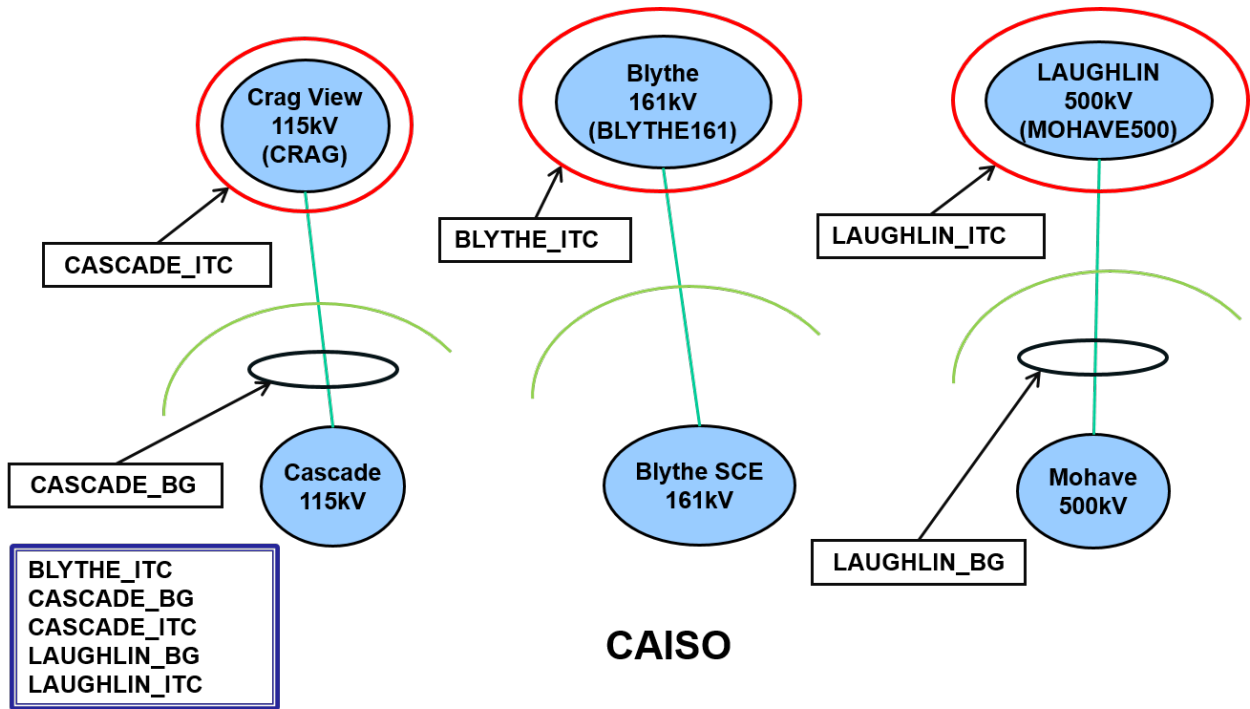 Crag View
115kV
(CRAG)
Blythe
161kV
(BLYTHE161)
LAUGHLIN
500kV
(MOHAVE500)
CASCADE_ITC
BLYTHE_ITC
LAUGHLIN_ITC
Cascade
115kV
Blythe SCE
161kV
Mohave
500kV
CASCADE_BG
LAUGHLIN_BG
BLYTHE_ITC
CASCADE_BG
CASCADE_ITC
LAUGHLIN_BG
LAUGHLIN_ITC
CAISO